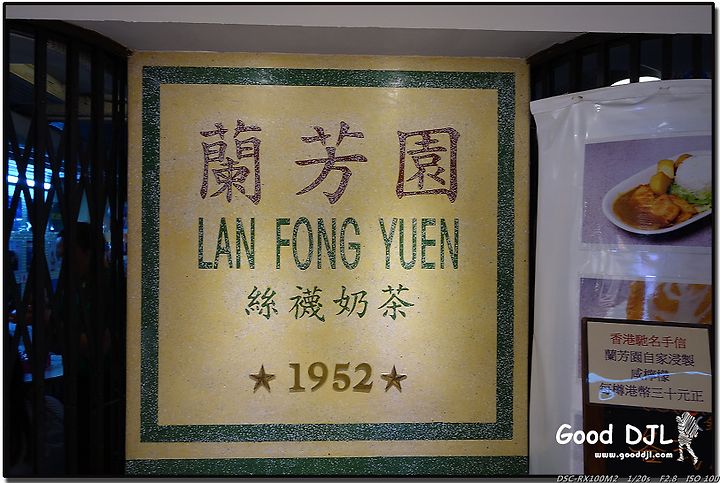 蘭芳園
LAN FONG YUEN
絲襪奶茶
★ 1952 ★
香港馳名手信
蘭芳園自家浸製
咸檸檬
每樽港幣三十元正
Good DJL
www.gooddjl.com
DSC-RX100M2 1/20s F2.8 ISO 100